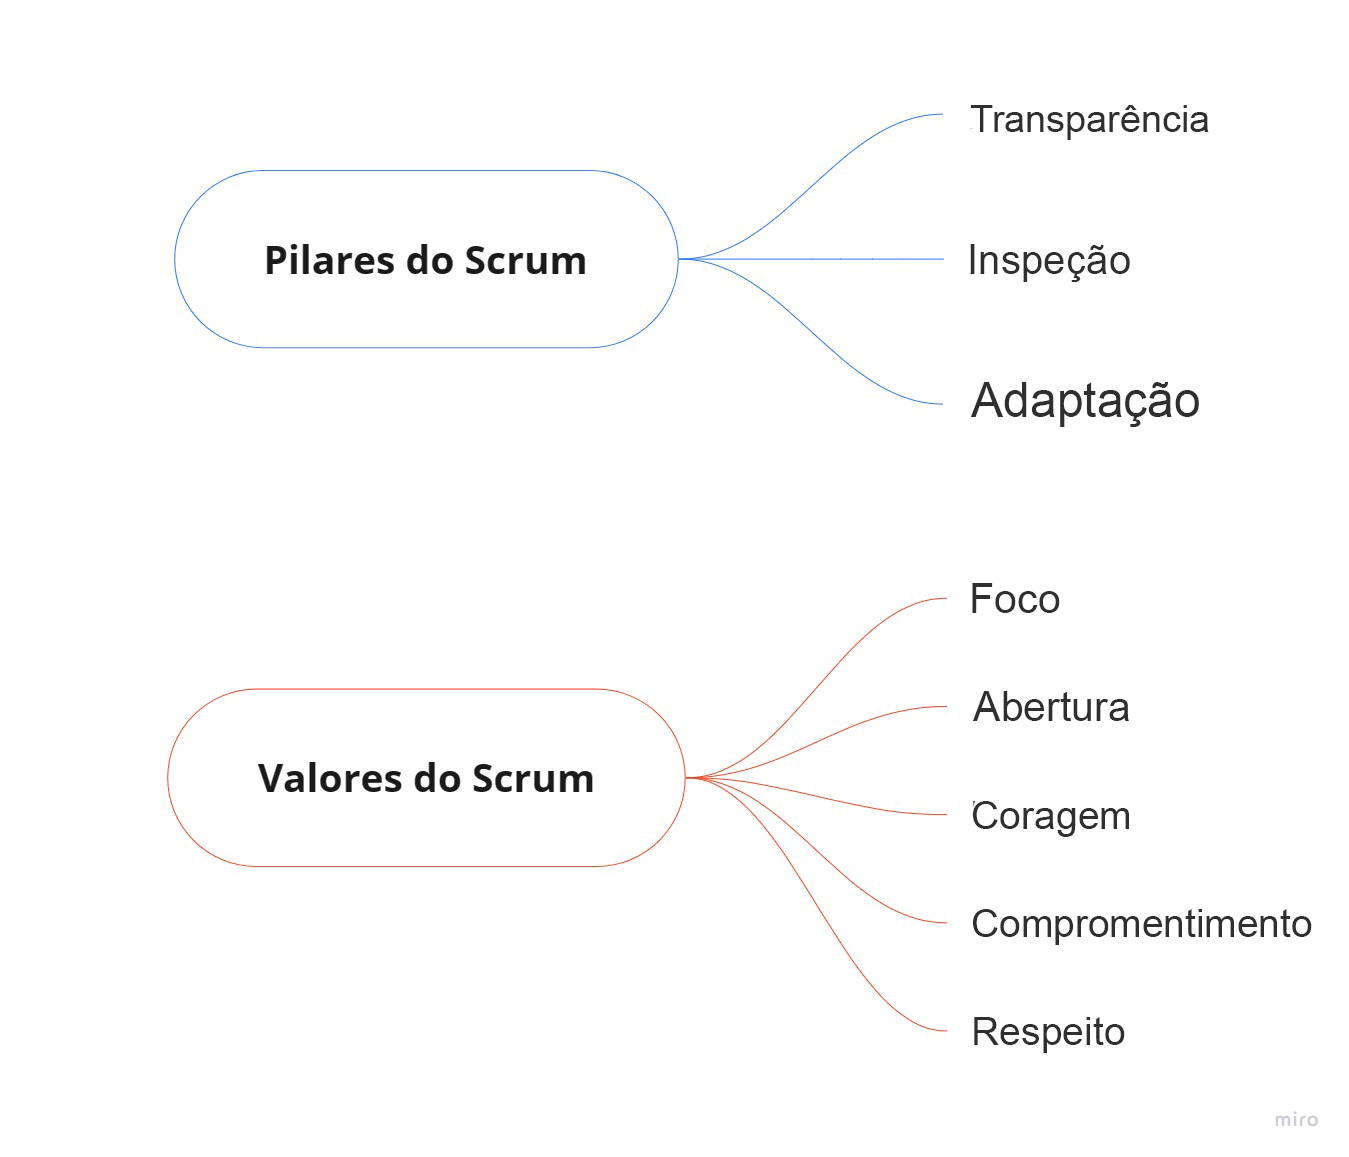 Pilares do Scrum
Transparência
Inspeção
Adaptação
Valores do Scrum
Foco
Abertura
Coragem
Compromentimento
Respeito
miro